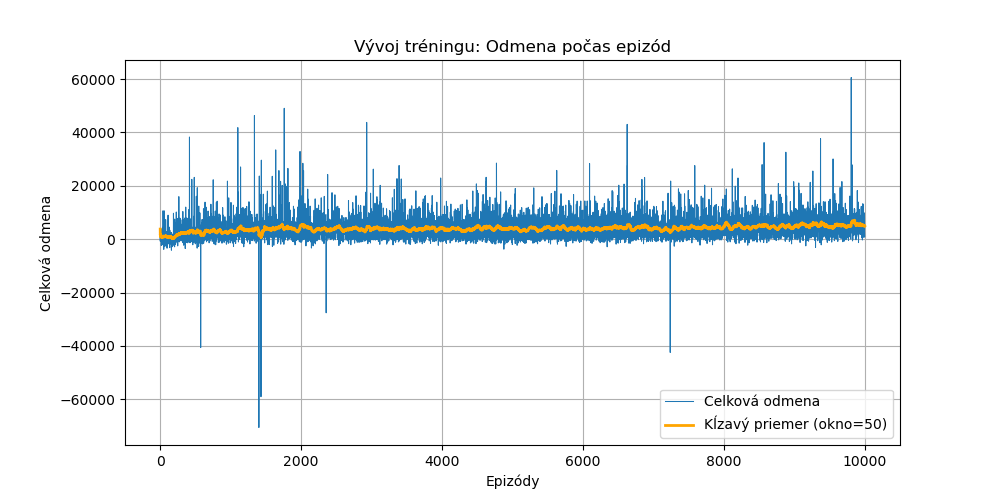 Vývoj tréningu: Odmena počas epizód
Celková odmena
60000
40000
20000
0
−20000
−40000
−60000
0
2000
4000
6000
8000
10000
Epizódy
Celková odmena
Kĺzavý priemer (okno=50)